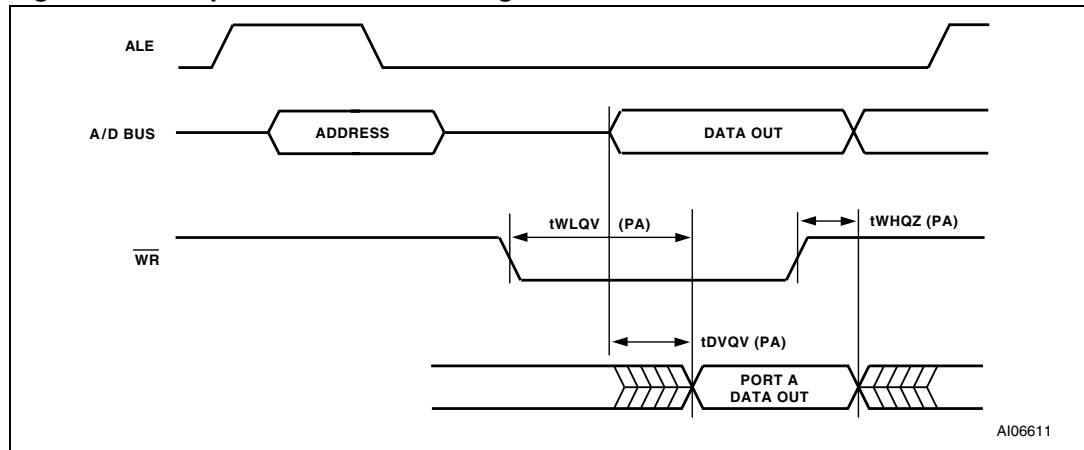 ALE
A/D BUS
ADDRESS
DATA OUT
tWLQV (PA)
tWHQZ (PA)
WR
tDVQV (PA)
PORT A
DATA OUT
AI06611